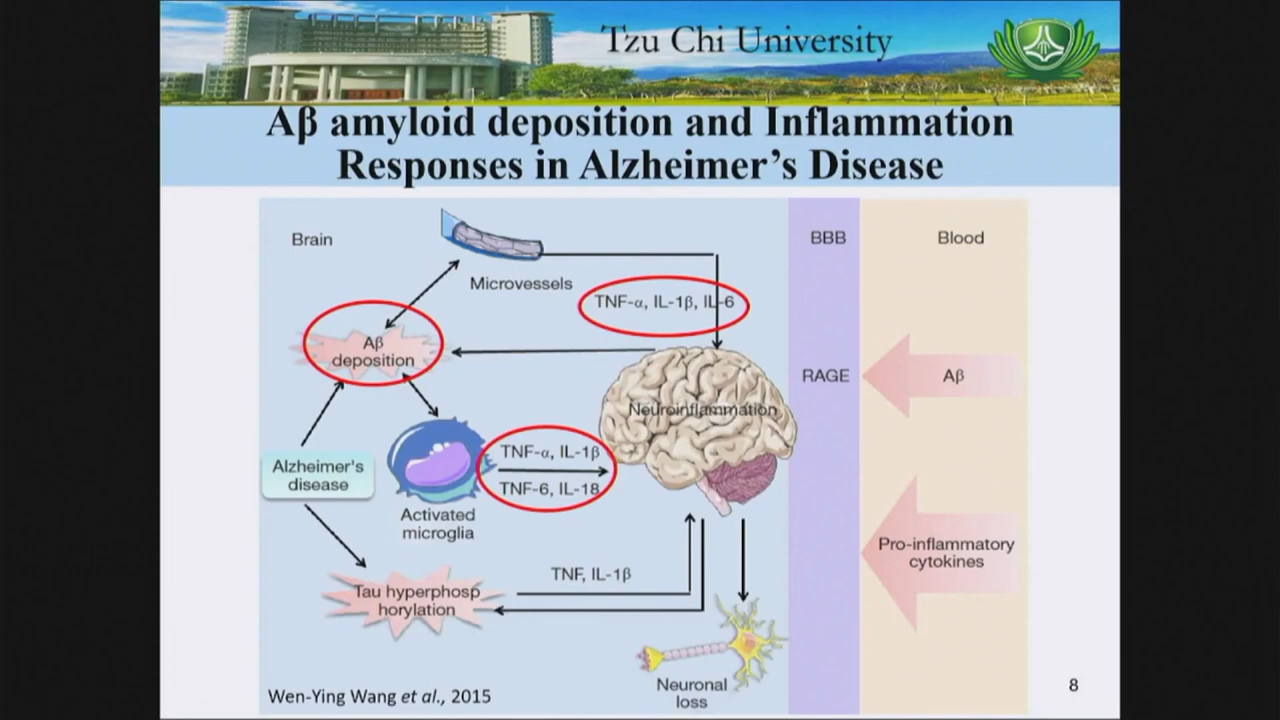 Tzu Chi University
Aβ amyloid deposition and Inflammation
Responses in Alzheimer's Disease
Brain
BBB
Blood
Microvessels
TNF-α, IL-1β, IL-6
Aβ
deposition
RAGE
Aβ
Neuroinflammation
TNF-α, IL-1β
TNF-6, IL-18
Alzheimer's
disease
Activated
microglia
Pro-inflammatory
cytokines
TNF, IL-1β
Tau hyperphosp
horylation
Neuronal
loss
Wen-Ying Wang et al., 2015
8